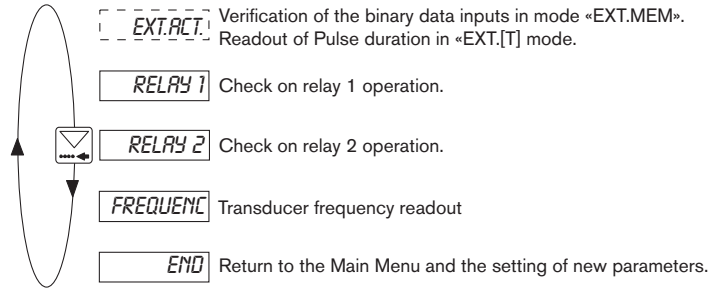 EXT.ACT. Verification of the binary data inputs in mode «EXT.MEM».
Readout of Pulse duration in «EXT.[T] mode.
RELAY 1 Check on relay 1 operation.
RELAY 2 Check on relay 2 operation.
FREQUENC Transducer frequency readout
END Return to the Main Menu and the setting of new parameters.